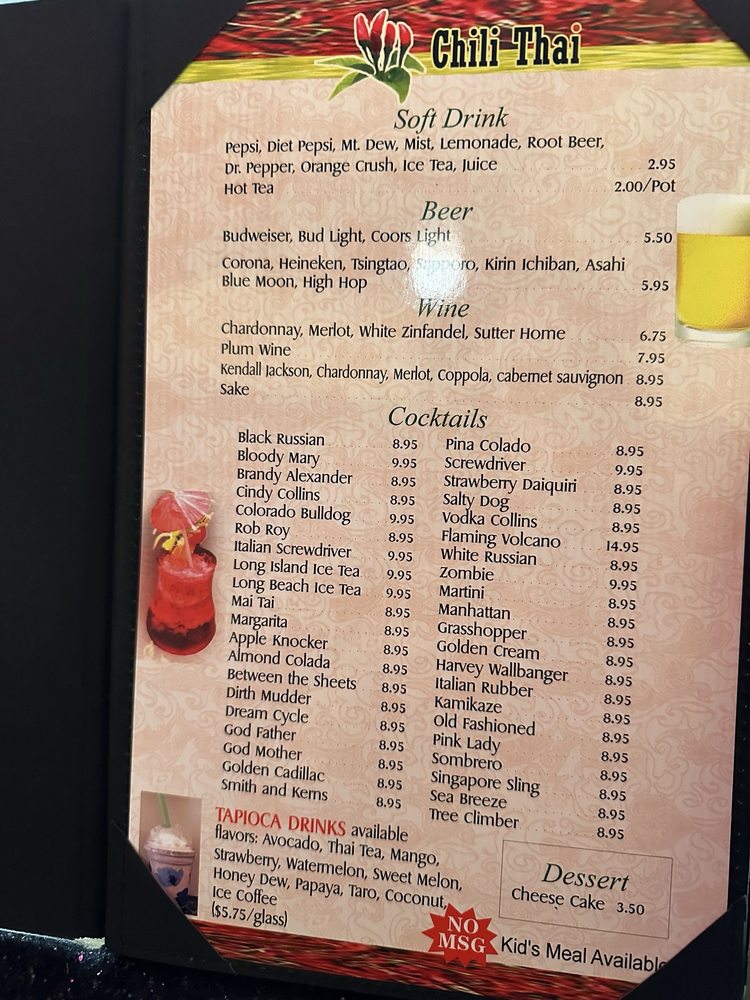 Chili Thai
Soft Drink
Pepsi, Diet Pepsi, Mt. Dew, Mist, Lemonade, Root Beer,
Dr. Pepper, Orange Crush, Ice Tea, Juice 2.95
Hot Tea 2.00/Pot
Beer
Budweiser, Bud Light, Coors Light 5.50
Corona, Heineken, Tsingtao, Sapporo, Kirin Ichiban, Asahi
Blue Moon, High Hop 5.95
Wine
Chardonnay, Merlot, White Zinfandel, Sutter Home 6.75
Plum Wine 7.95
Kendall Jackson, Chardonnay, Merlot, Coppola, cabernet sauvignon 8.95
Sake 8.95
Cocktails
Black Russian 8.95
Bloody Mary 9.95
Brandy Alexander 8.95
Cindy Collins 8.95
Colorado Bulldog 9.95
Rob Roy 8.95
Italian Screwdriver 9.95
Long Island Ice Tea 9.95
Long Beach Ice Tea 9.95
Mai Tai 8.95
Margarita 8.95
Apple Knocker 8.95
Almond Colada 8.95
Between the Sheets 8.95
Dirth Mudder 8.95
Dream Cycle 8.95
God Father 8.95
God Mother 8.95
Golden Cadillac 8.95
Smith and Kerns 8.95
Pina Colado 8.95
Screwdriver 9.95
Strawberry Daiquiri 8.95
Salty Dog 8.95
Vodka Collins 8.95
Flaming Volcano 14.95
White Russian 8.95
Zombie 9.95
Martini 8.95
Manhattan 8.95
Grasshopper 8.95
Golden Cream 8.95
Harvey Wallbanger 8.95
Italian Rubber 8.95
Kamikaze 8.95
Old Fashioned 8.95
Pink Lady 8.95
Sombrero 8.95
Singapore Sling 8.95
Sea Breeze 8.95
Tree Climber 8.95
TAPIOCA DRINKS available
flavors: Avocado, Thai Tea, Mango,
Strawberry, Watermelon, Sweet Melon,
Honey Dew, Papaya, Taro, Coconut,
Ice Coffee
($5.75/glass)
Dessert
Cheese Cake 3.50
NO
MSG
Kid's Meal Available